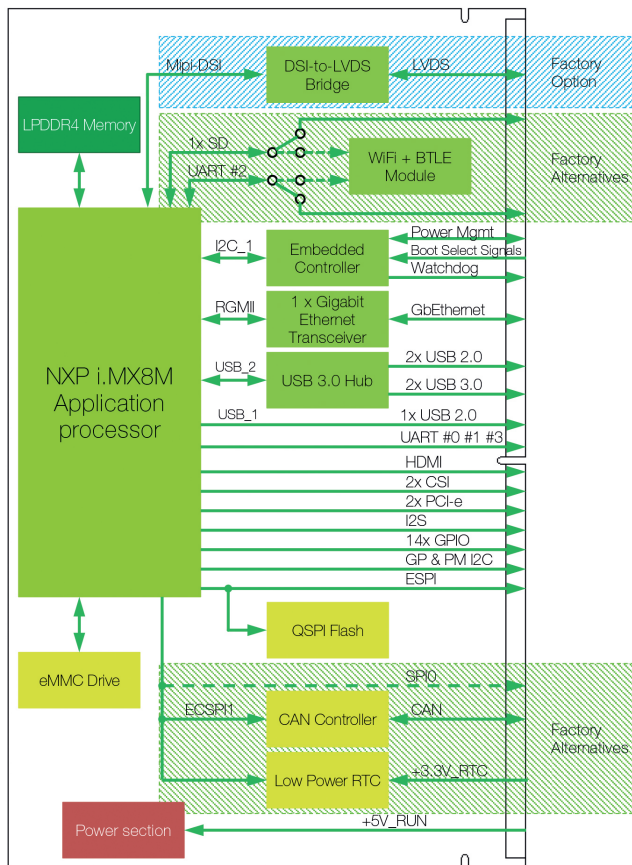 Mipi-DSI
DSI-to-LVDS
Bridge
LVDS
Factory
Option
LPDDR4 Memory
1x SD
UART #2
WiFi + BTLE
Module
Factory
Alternatives
I2C_1
Embedded
Controller
Power Mgmt
Boot Select Signals
Watchdog
RGMII
1 x Gigabit
Ethernet
Transceiver
GbEthernet
NXP i.MX8M
Application
processor
USB_2
USB 3.0 Hub
2x USB 2.0
2x USB 3.0
USB_1
1x USB 2.0
UART #0 #1 #3
HDMI
2x CSI
2x PCI-e
I2S
14x GPIO
GP & PM I2C
ESPI
QSPI Flash
eMMC Drive
SPI0
ECSPI1
CAN Controller
CAN
Factory
Alternatives
Low Power RTC
+3.3V_RTC
Power section
+5V_RUN